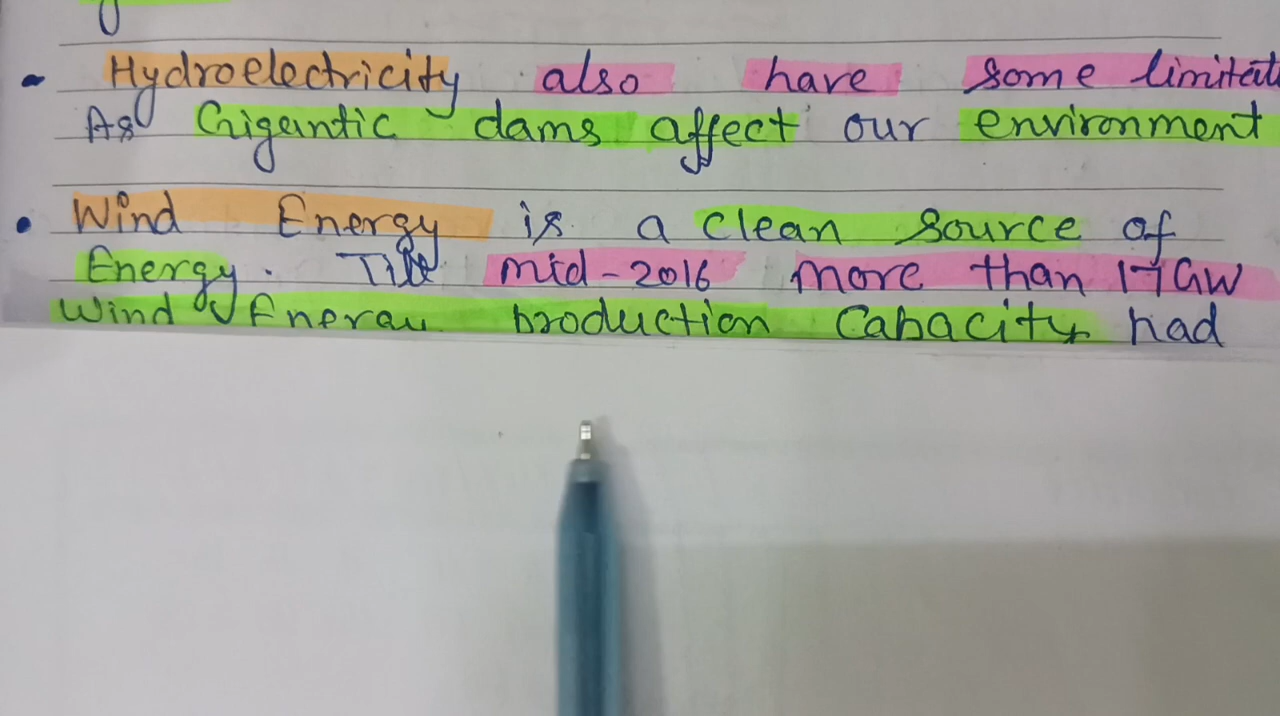 • Hydroelectricity also have some limitati
As Gigantic dams affect our environment
• Wind Energy is a clean source of
Energy. Till mid-2016 more than 17GW
Wind Energy production Capacity had